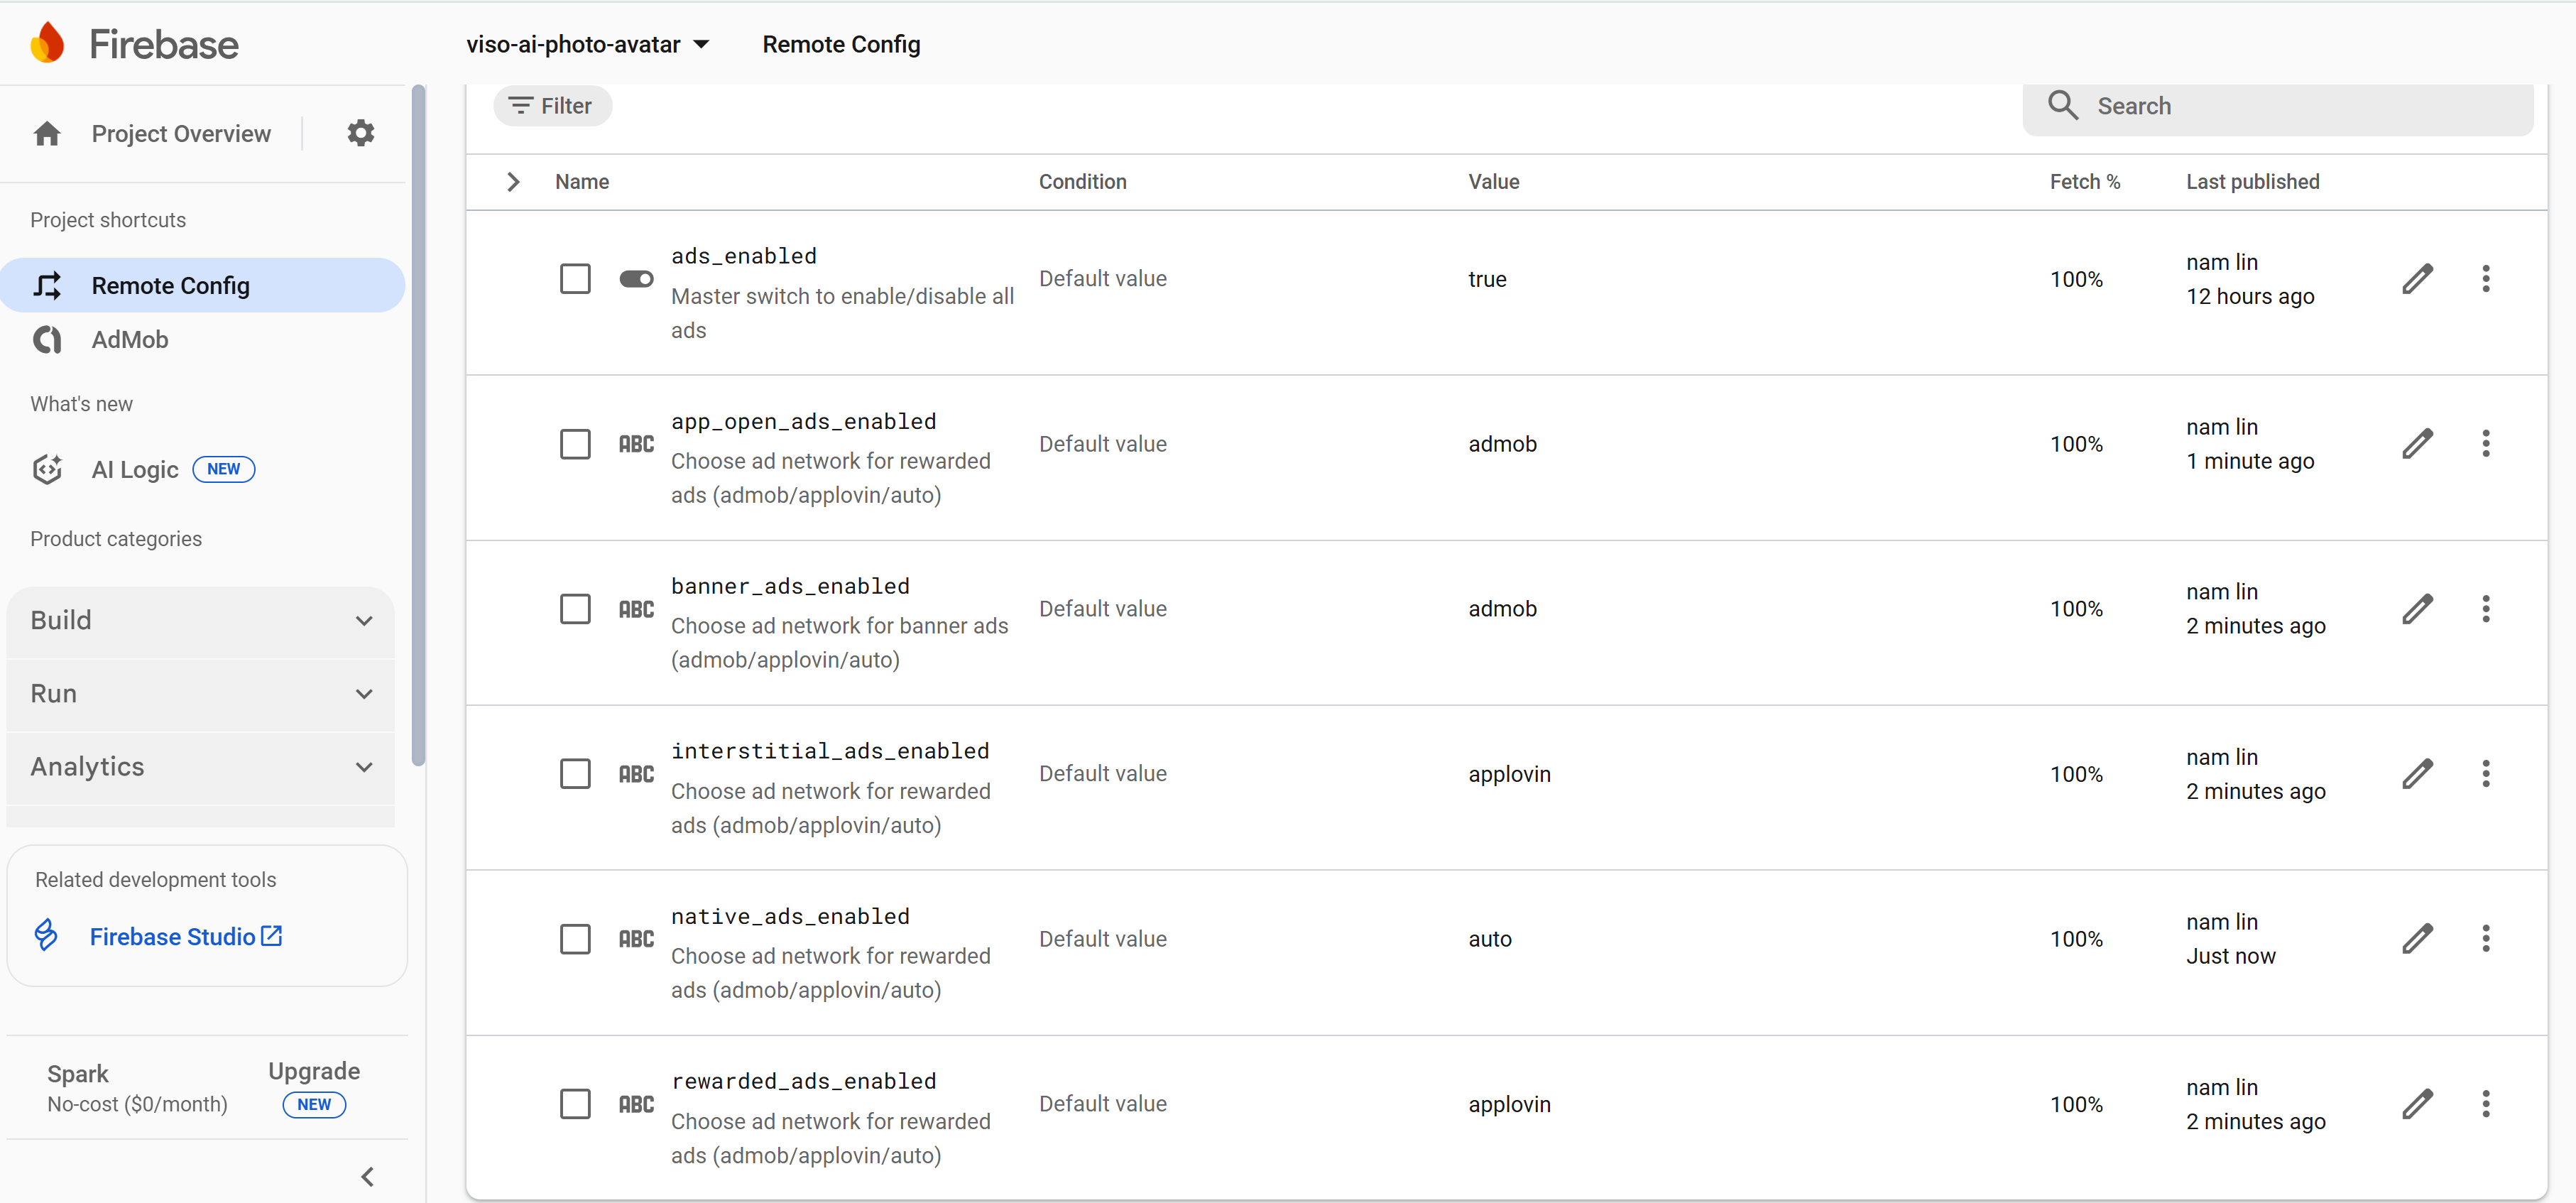 Firebase
viso-ai-photo-avatar
Remote Config
Project Overview
Project shortcuts
Remote Config
AdMob
What's new
AI Logic NEW
Product categories
Build
Run
Analytics
Related development tools
Firebase Studio
Spark
No-cost ($0/month)
Upgrade
NEW
Filter
Search
Name Condition Value Fetch % Last published
ads_enabled
Master switch to enable/disable all
ads
Default value
true
100%
nam lin
12 hours ago
ABC
app_open_ads_enabled
Choose ad network for rewarded
ads (admob/applovin/auto)
Default value
admob
100%
nam lin
1 minute ago
ABC
banner_ads_enabled
Choose ad network for banner ads
(admob/applovin/auto)
Default value
admob
100%
nam lin
2 minutes ago
ABC
interstitial_ads_enabled
Choose ad network for rewarded
ads (admob/applovin/auto)
Default value
applovin
100%
nam lin
2 minutes ago
ABC
native_ads_enabled
Choose ad network for rewarded
ads (admob/applovin/auto)
Default value
auto
100%
nam lin
Just now
ABC
rewarded_ads_enabled
Choose ad network for rewarded
ads (admob/applovin/auto)
Default value
applovin
100%
nam lin
2 minutes ago